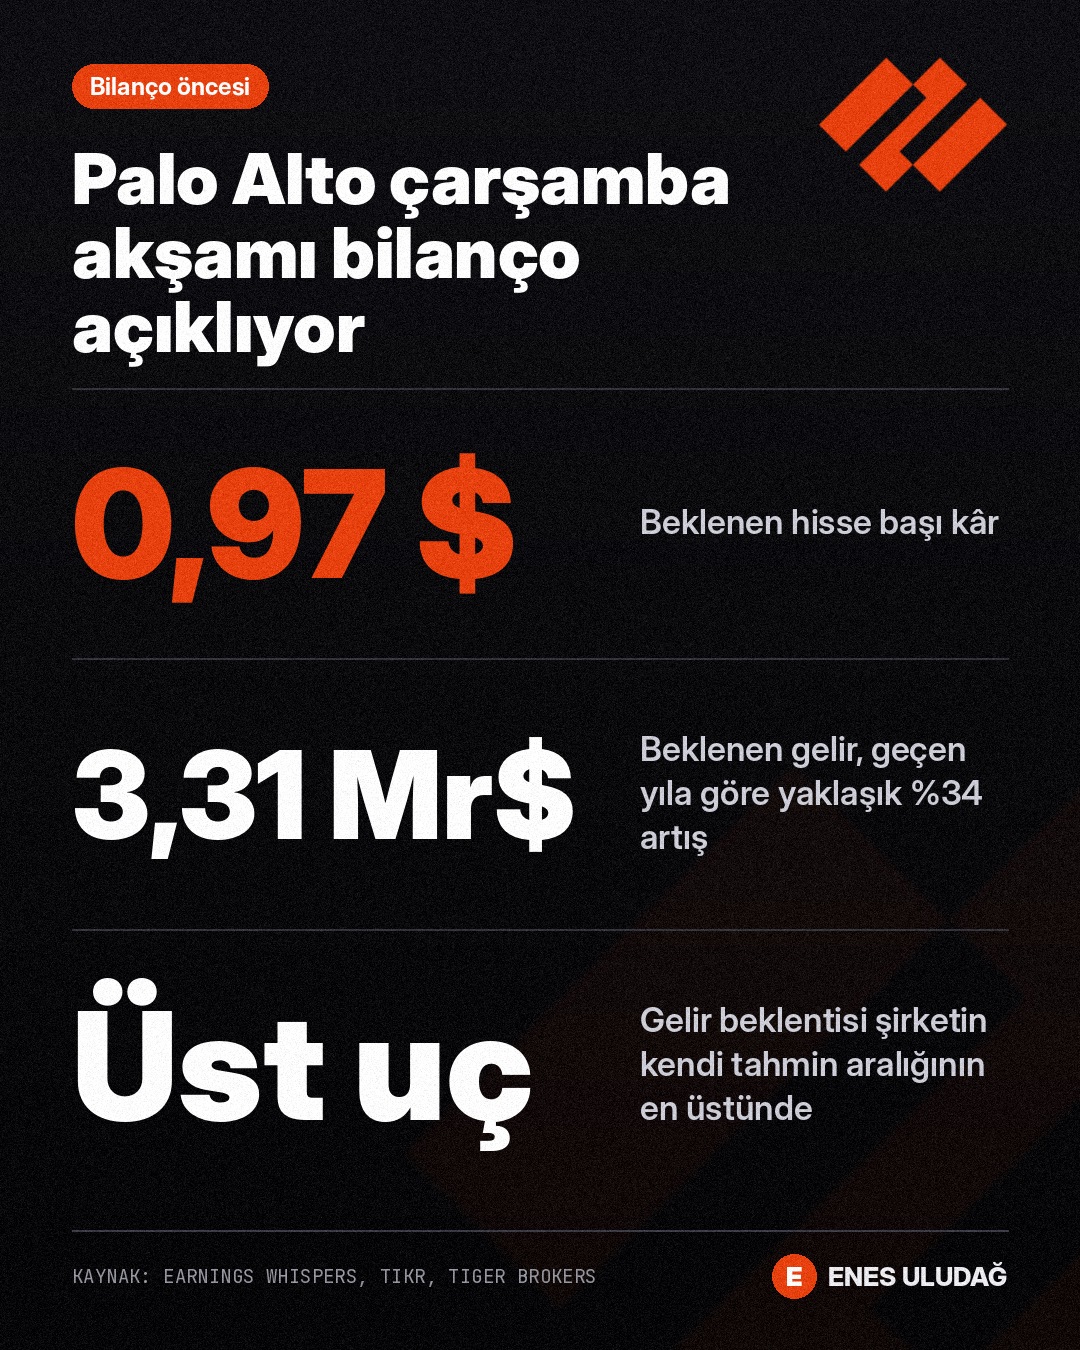 Bilanço öncesi
Palo Alto çarşamba
akşamı bilanço
açıklıyor
0,97 $
Beklenen hisse başı kâr
3,31 Mr$
Beklenen gelir, geçen
yıla göre yaklaşık %34
artış
Üst uç
Gelir beklentisi şirketin
kendi tahmin aralığının
en üstünde
KAYNAK: EARNINGS WHISPERS, TIKR, TIGER BROKERS
E ENES ULUDAĞ